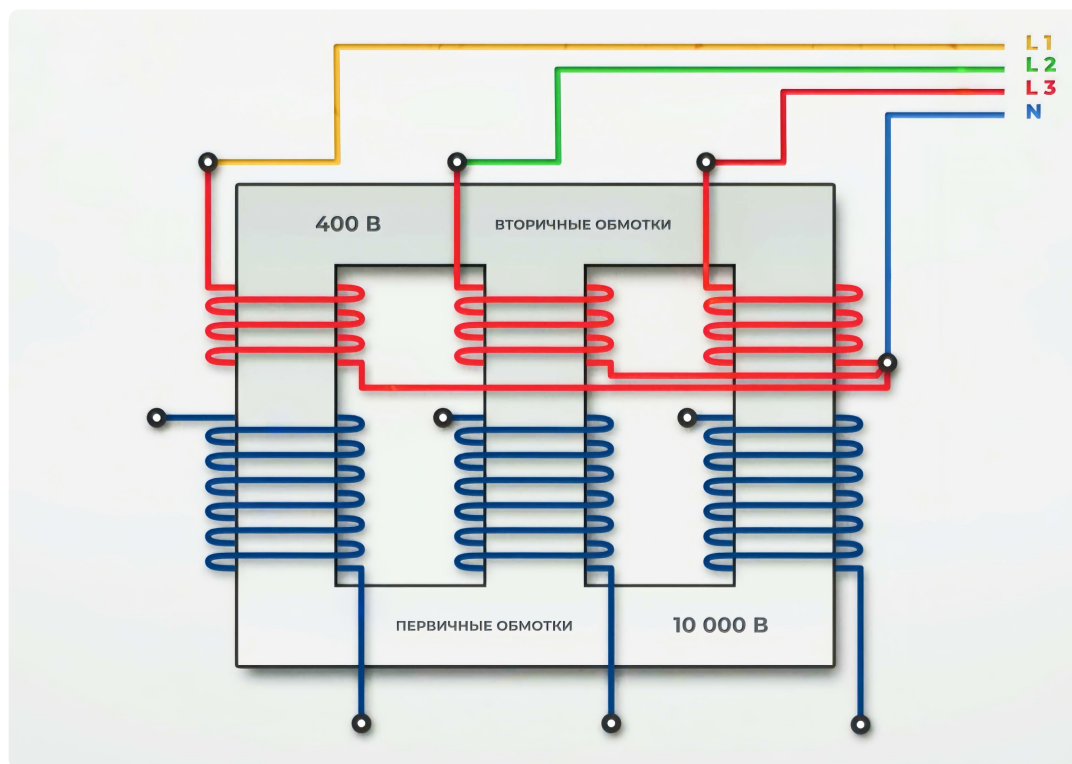 L 1
L 2
L 3
N
400 В
ВТОРИЧНЫЕ ОБМОТКИ
ПЕРВИЧНЫЕ ОБМОТКИ
10 000 В